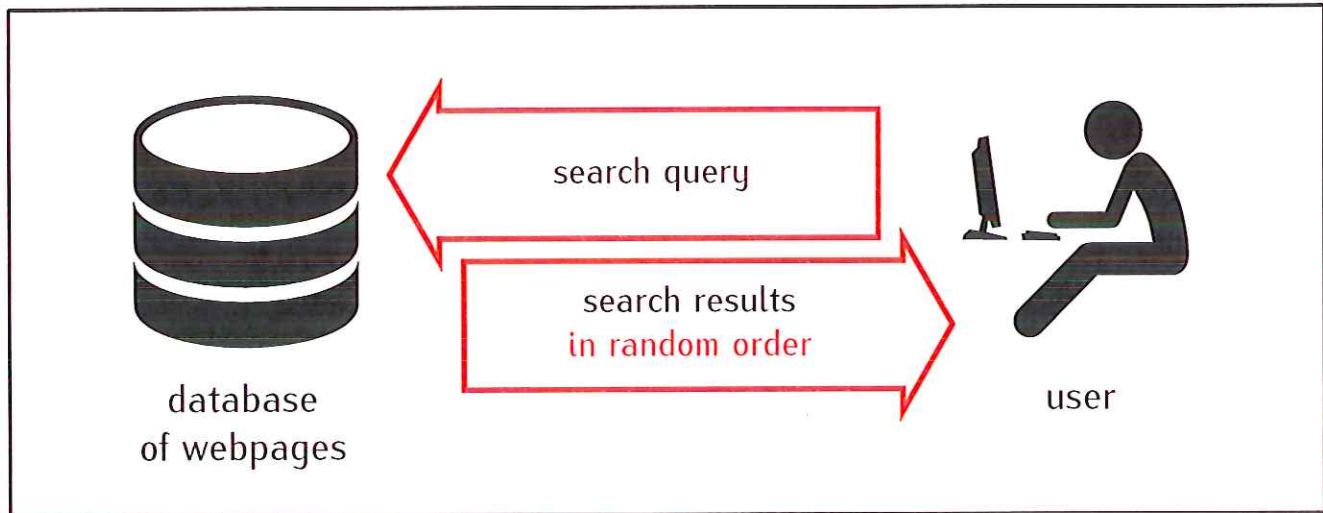 search query
search results
in random order
database
of webpages
user